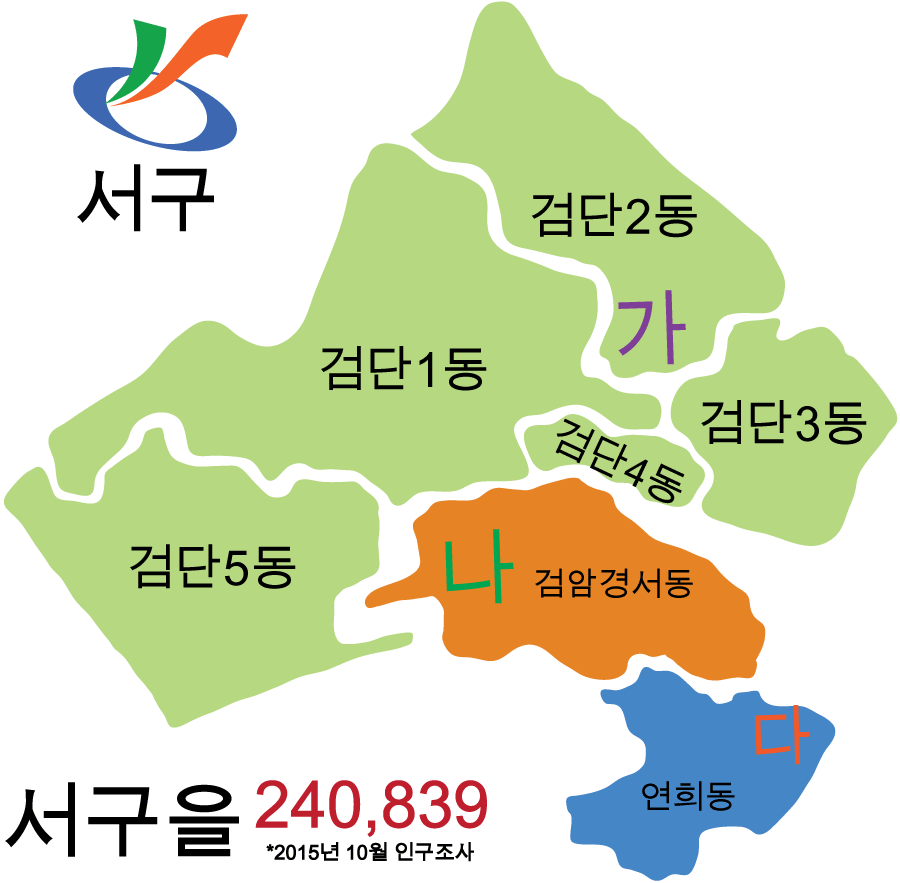 서구
검단2동
가
검단1동
검단3동
검단4동
검단5동
나
검암경서동
다
연희동
서구을 240,839
*2015년 10월 인구조사